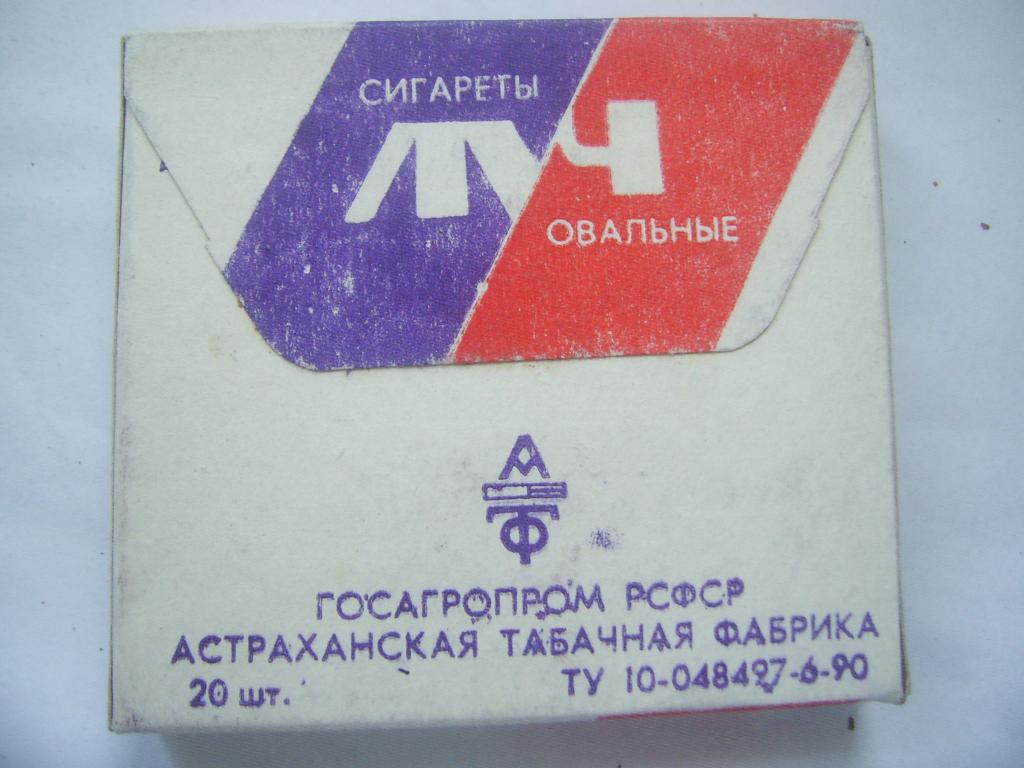 СИГАРЕТЫ
ЛУЧ
ОВАЛЬНЫЕ
А
Т
Ф
ГОСАГРОПРОМ РСФСР
АСТРАХАНСКАЯ ТАБАЧНАЯ ФАБРИКА
20 шт. ТУ 10-048427-6-90